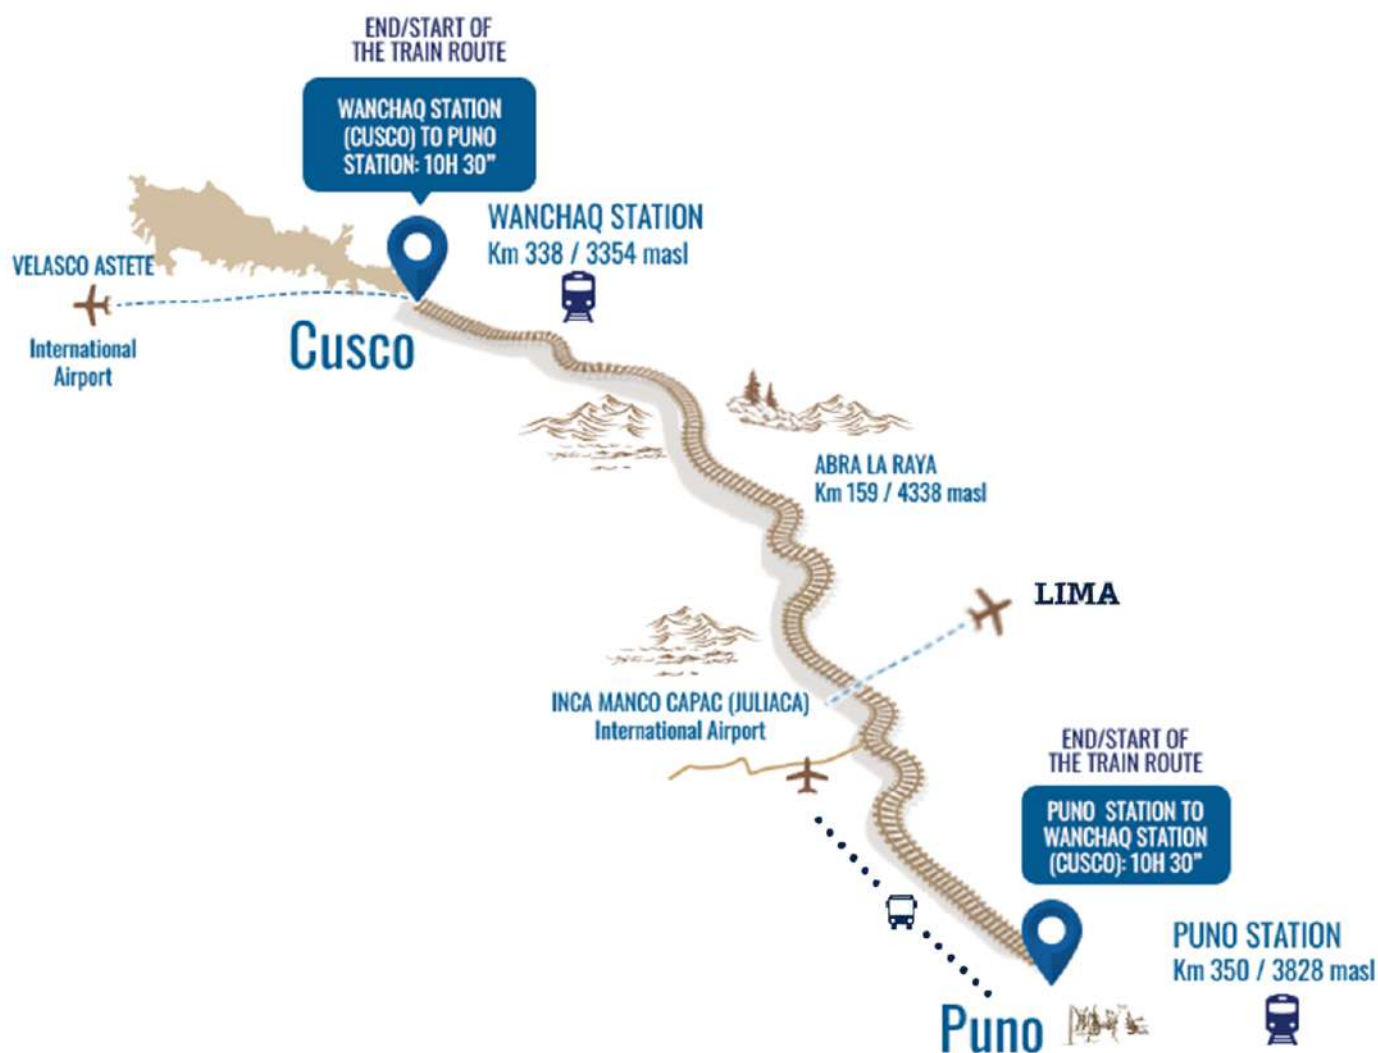 END/START OF
THE TRAIN ROUTE
WANCHAQ STATION
(CUSCO) TO PUNO
STATION: 10H 30”
WANCHAQ STATION
Km 338 / 3354 masl
VELASCO ASTETE
International
Airport
Cusco
ABRA LA RAYA
Km 159 / 4338 masl
LIMA
INCA MANCO CAPAC (JULIACA)
International Airport
END/START OF
THE TRAIN ROUTE
PUNO STATION TO
WANCHAQ STATION
(CUSCO): 10H 30”
PUNO STATION
Km 350 / 3828 masl
Puno